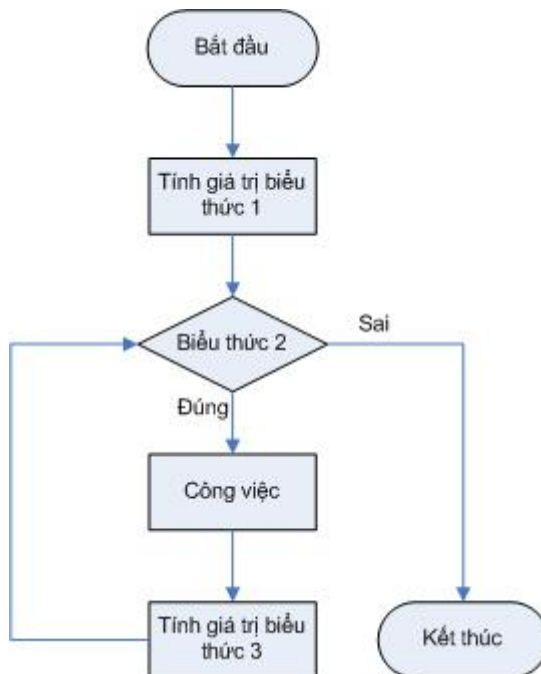 Bắt đầu
Tính giá trị biểu
thức 1
Biểu thức 2
Sai
Đúng
Công việc
Tính giá trị biểu
thức 3
Kết thúc